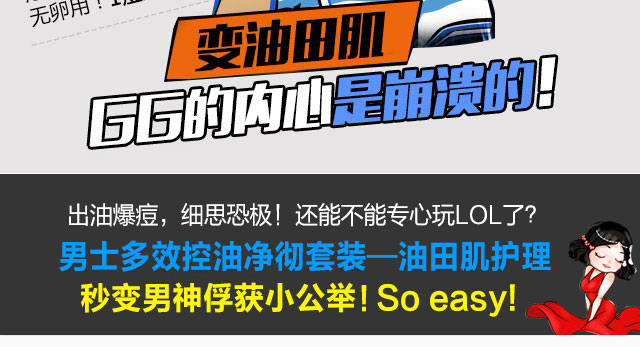 无卵用！
变油田肌
GG的内心是崩溃的！
出油爆痘，细思恐极！还能不能专心玩LOL了？
男士多效控油净彻套装—油田肌护理
秒变男神俘获小公举！So easy!